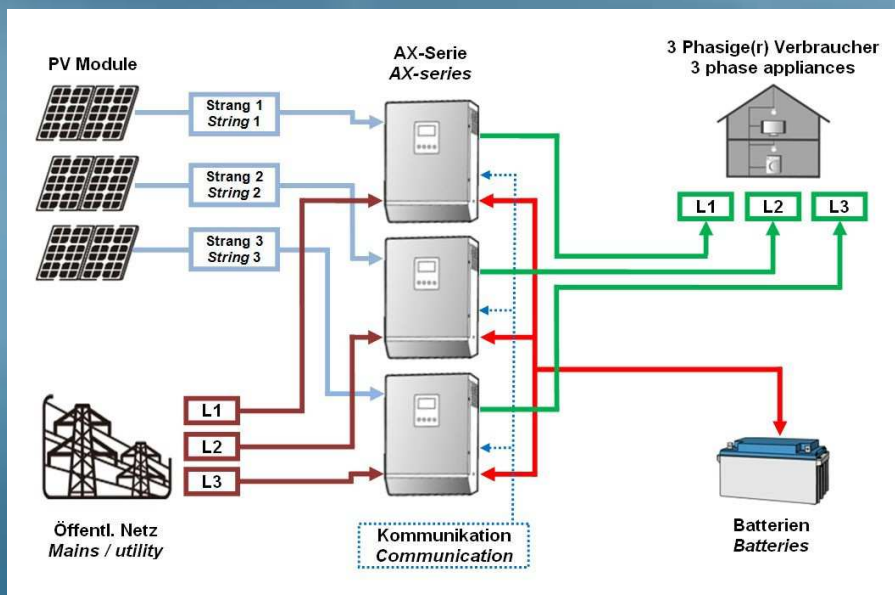 PV Module
AX-Serie
AX-series
3 Phasige(r) Verbraucher
3 phase appliances
Strang 1
String 1
Strang 2
String 2
Strang 3
String 3
L1
L2
L3
L1
L2
L3
Öffentl. Netz
Mains / utility
Kommunikation
Communication
Batterien
Batteries